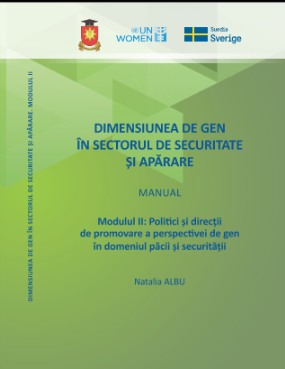 UN
WOMEN
Suedia
Sverige
DIMENSIUNEA DE GEN
ÎN SECTORUL DE SECURITATE
ȘI APĂRARE
MANUAL
Modulul II: Politici și direcții
de promovare a perspectivei de gen
în domeniul păcii și securității
Natalia ALBU
DIMENSIUNEA DE GEN ÎN SECTORUL DE SECURITATE ȘI APĂRARE. MODULUL II